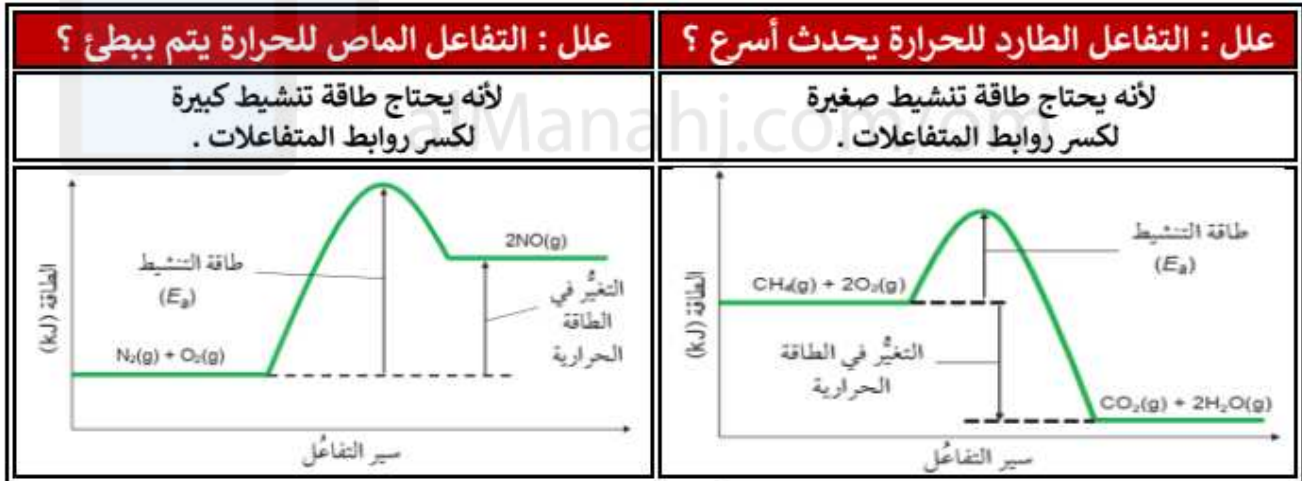 علل : التفاعل الطارد للحرارة يحدث أسرع ؟
لأنه يحتاج طاقة تنشيط صغيرة
لكسر روابط المتفاعلات .
الطاقة (kJ)
طاقة التنشيط
(Eₐ)
CH₄(g) + 2O₂(g)
التغيُّر في الطاقة
الحرارية
CO₂(g) + 2H₂O(g)
سير التفاعُل
علل : التفاعل الماص للحرارة يتم ببطئ ؟
لأنه يحتاج طاقة تنشيط كبيرة
لكسر روابط المتفاعلات .
الطاقة (kJ)
2NO(g)
طاقة التنشيط
(Eₐ)
التغيُّر في
الطاقة
الحرارية
N₂(g) + O₂(g)
سير التفاعُل
alManahj.com/om